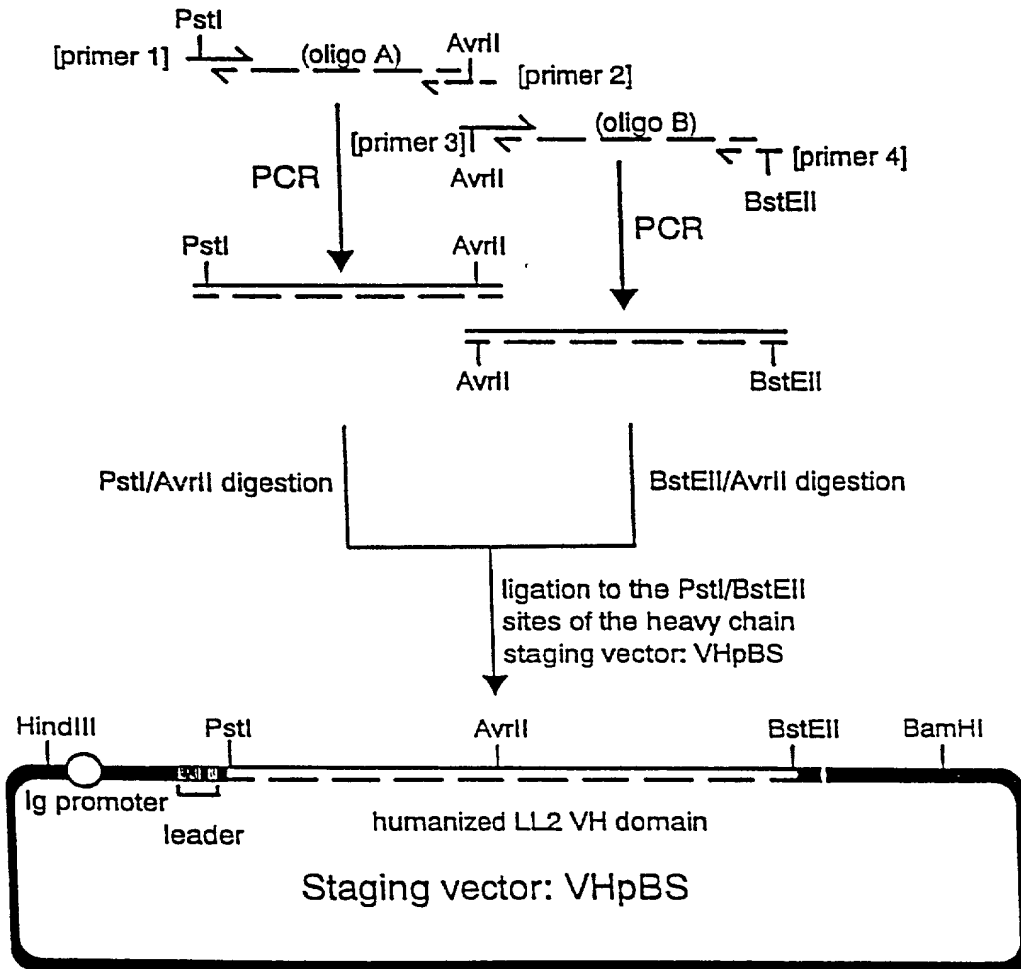 PstI
[primer 1]
(oligo A)
AvrII
[primer 2]
[primer 3]
AvrII
(oligo B)
[primer 4]
BstEII
PCR
PCR
PstI
AvrII
AvrII
BstEII
PstI/AvrII digestion
BstEII/AvrII digestion
ligation to the PstI/BstEII
sites of the heavy chain
staging vector: VHpBS
HindIII
PstI
AvrII
BstEII
BamHI
Ig promoter
leader
humanized LL2 VH domain
Staging vector: VHpBS